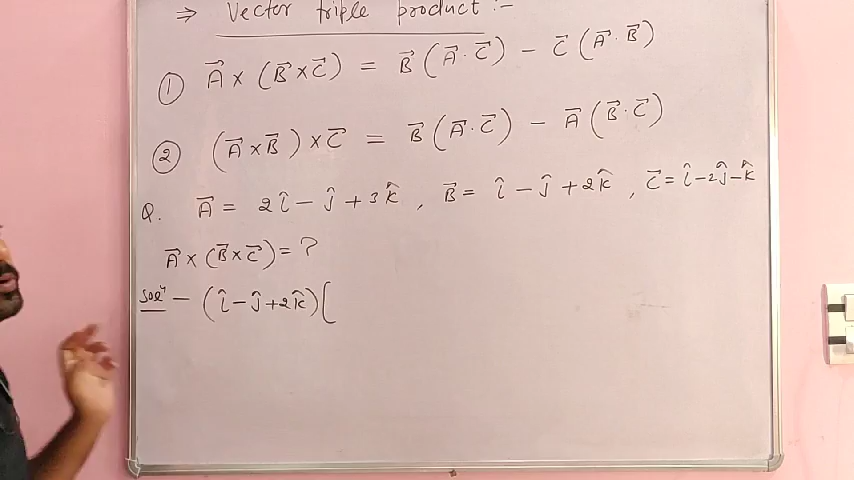 ⇒ Vector triple product :-
① A⃗ × (B⃗ × C⃗) = B⃗ (A⃗ · C⃗) − C⃗ (A⃗ · B⃗)
② (A⃗ × B⃗) × C⃗ = B⃗ (A⃗ · C⃗) − A⃗ (B⃗ · C⃗)
Q. A⃗ = 2î − ĵ + 3k̂ , B⃗ = î − ĵ + 2k̂ , C⃗ = î − 2ĵ − k̂
A⃗ × (B⃗ × C⃗) = ?
Solⁿ − (î − ĵ + 2k̂) [